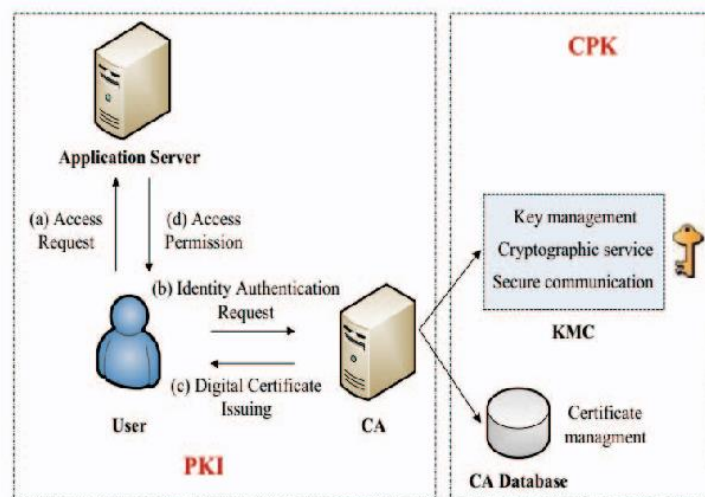 CPK
Application Server
(a) Access
Request
(d) Access
Permission
Key management
Cryptographic service
Secure communication
KMC
(b) Identity Authentication
Request
(c) Digital Certificate
Issuing
User
CA
Certificate
managment
CA Database
PKI